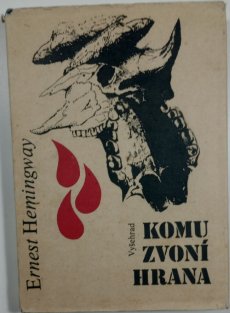 Ernest Hemingway
Vyšehrad
KOMU
ZVONÍ
HRANA